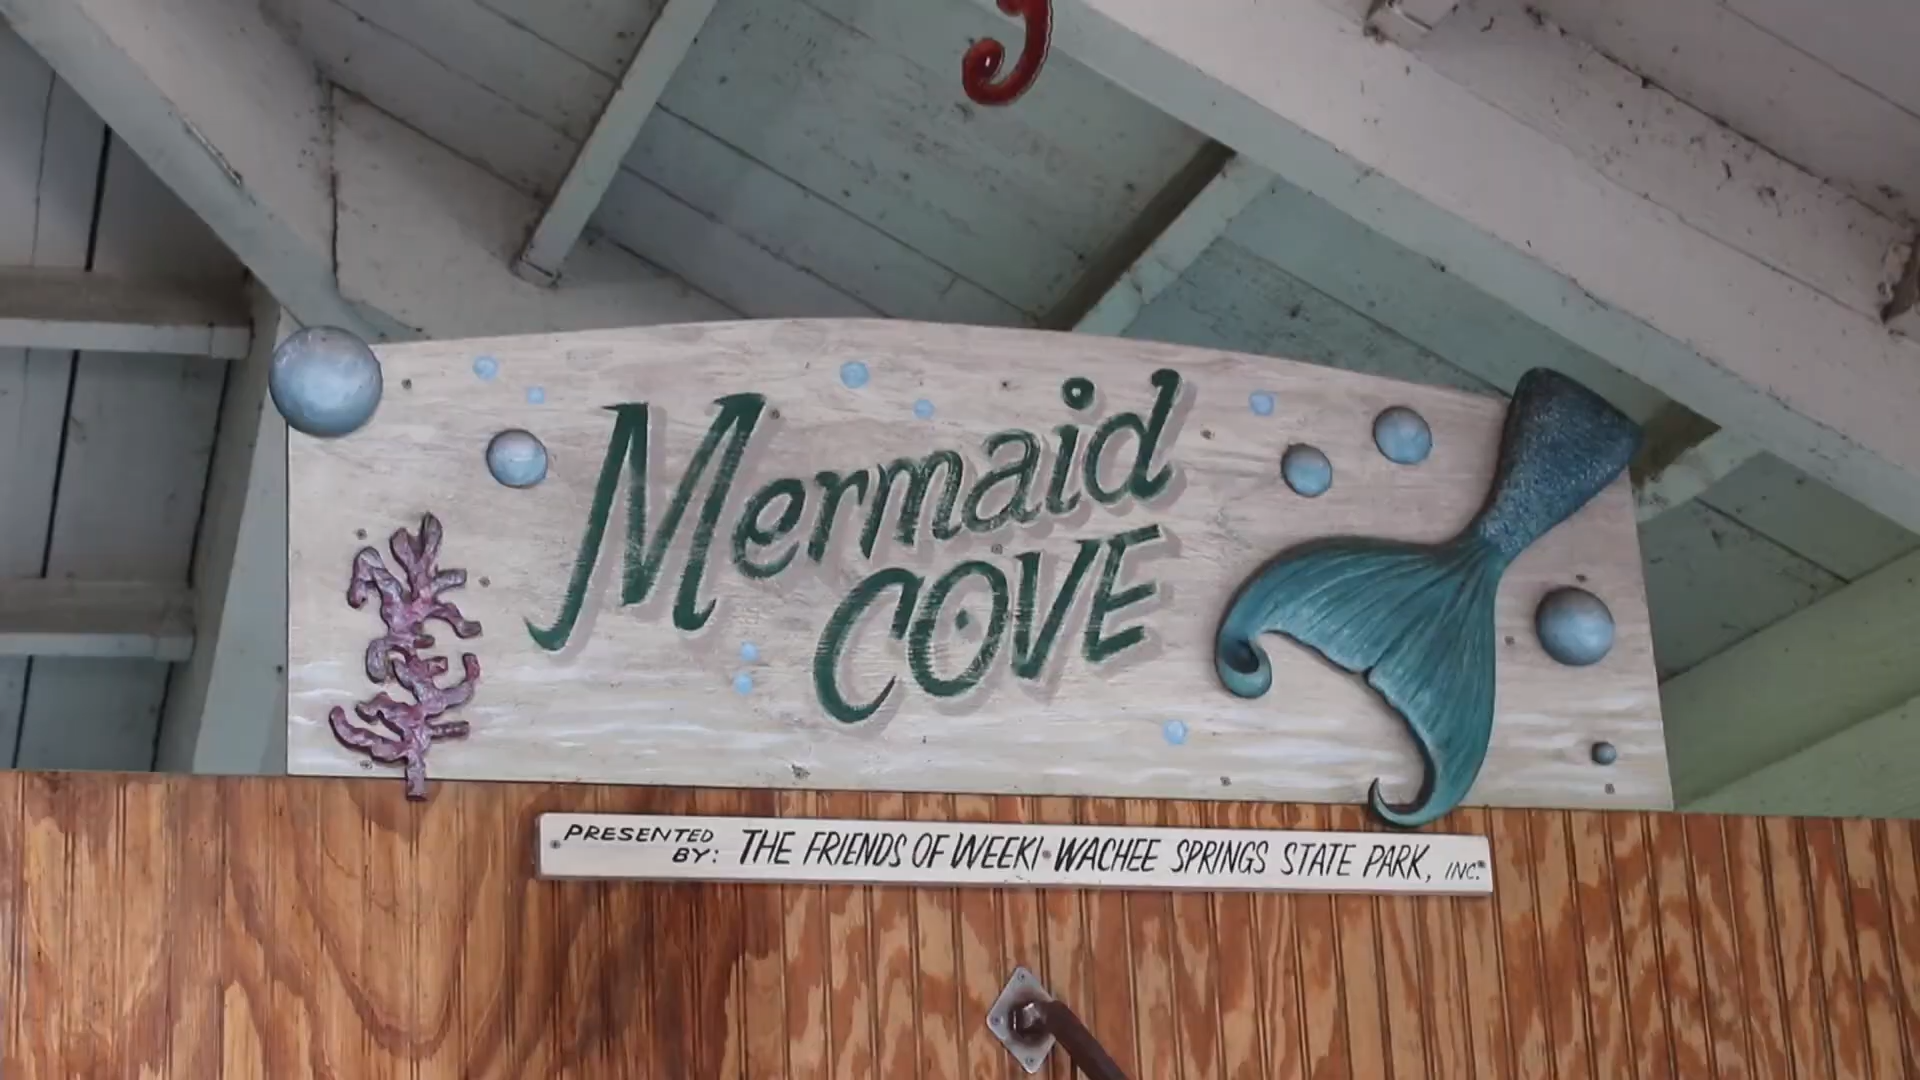 Mermaid
COVE
PRESENTED
BY: THE FRIENDS OF WEEKI WACHEE SPRINGS STATE PARK, INC.